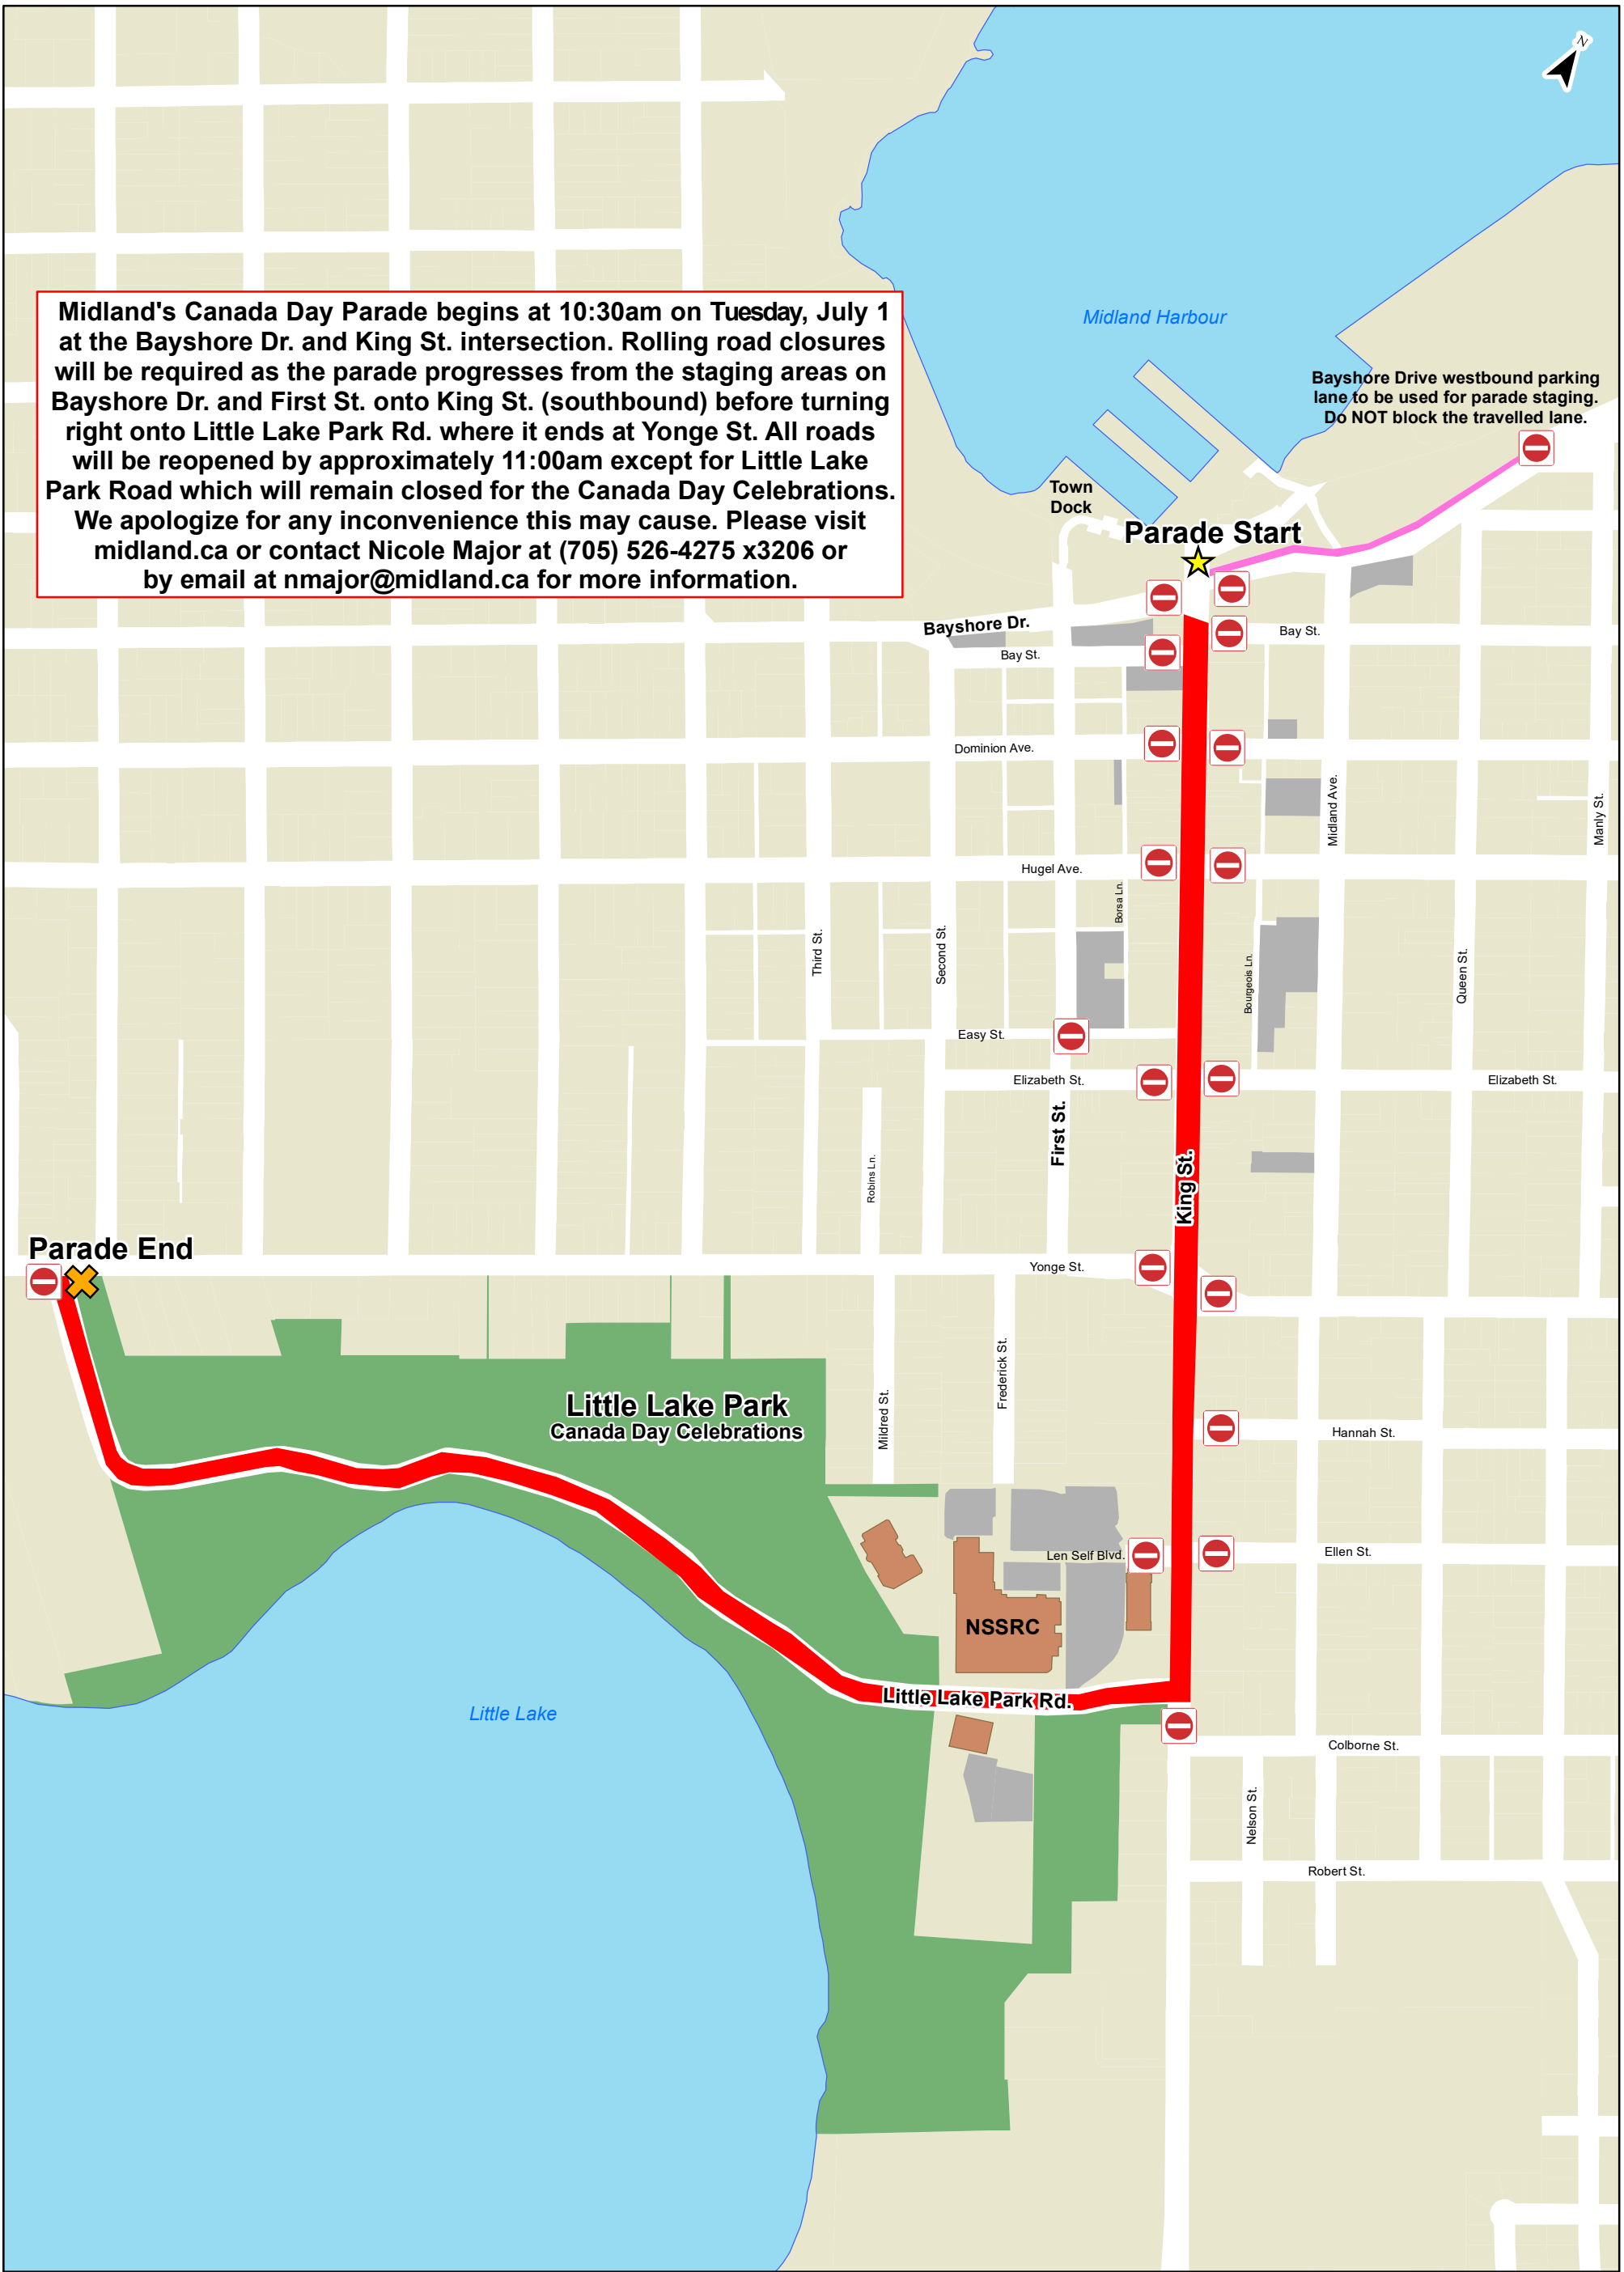 N
Midland's Canada Day Parade begins at 10:30am on Tuesday, July 1
at the Bayshore Dr. and King St. intersection. Rolling road closures
will be required as the parade progresses from the staging areas on
Bayshore Dr. and First St. onto King St. (southbound) before turning
right onto Little Lake Park Rd. where it ends at Yonge St. All roads
will be reopened by approximately 11:00am except for Little Lake
Park Road which will remain closed for the Canada Day Celebrations.
We apologize for any inconvenience this may cause. Please visit
midland.ca or contact Nicole Major at (705) 526-4275 x3206 or
by email at nmajor@midland.ca for more information.
Midland Harbour
Bayshore Drive westbound parking
lane to be used for parade staging.
Do NOT block the travelled lane.
Town
Dock
Parade Start
Bayshore Dr.
Bay St.
Bay St.
Dominion Ave.
Midland Ave.
Manly St.
Hugel Ave.
Borsa Ln.
Third St.
Second St.
Bourgeois Ln.
Queen St.
Easy St.
Elizabeth St.
Elizabeth St.
First St.
Robins Ln.
King St.
Parade End
Yonge St.
Frederick St.
Little Lake Park
Canada Day Celebrations
Mildred St.
Hannah St.
Len Self Blvd.
Ellen St.
NSSRC
Little Lake Park Rd.
Little Lake
Colborne St.
Nelson St.
Robert St.